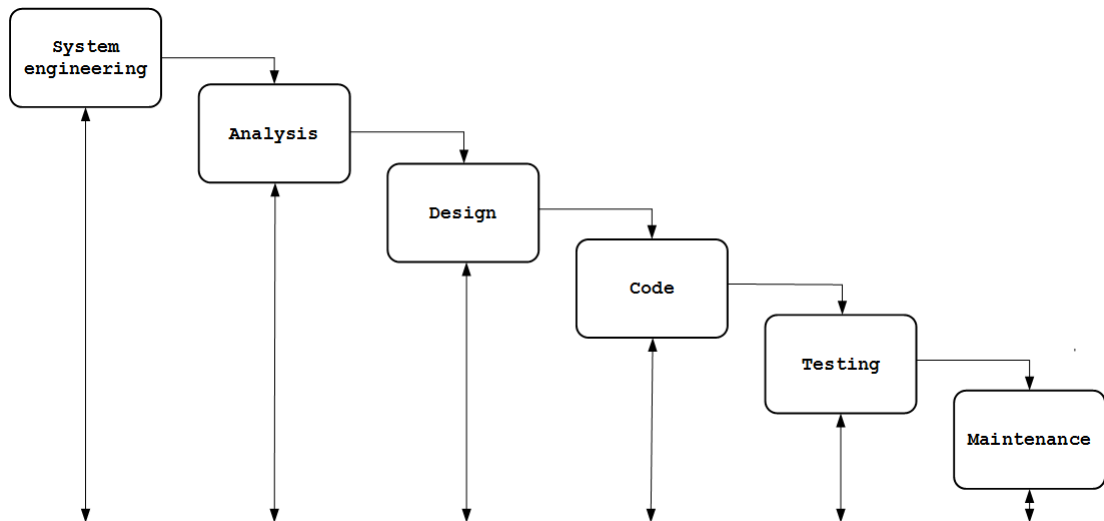 System
engineering
Analysis
Design
Code
Testing
Maintenance